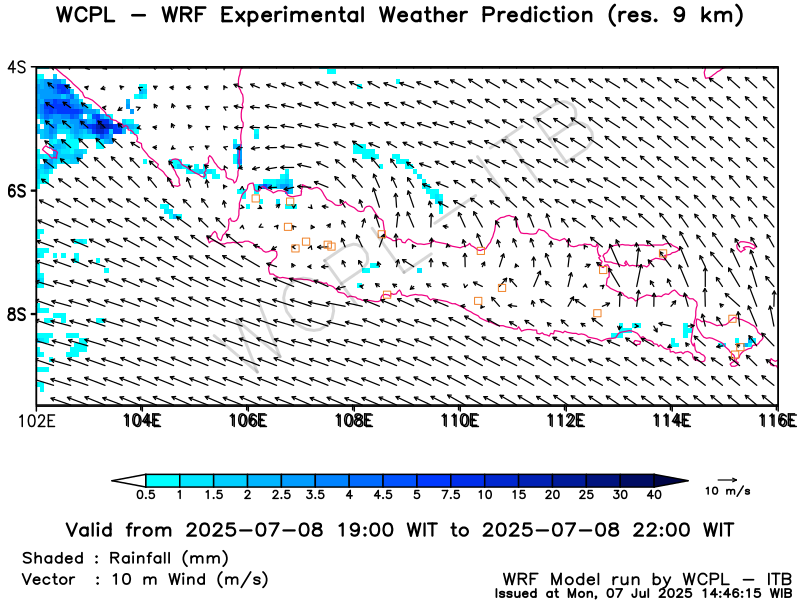 WCPL – WRF Experimental Weather Prediction (res. 9 km)
4S
6S
8S
102E 104E 106E 108E 110E 112E 114E 116E
WCPL-ITB
0.5 1 1.5 2 2.5 3.5 4 4.5 5 7.5 10 15 20 25 30 40
10 m/s
Valid from 2025-07-08 19:00 WIT to 2025-07-08 22:00 WIT
Shaded : Rainfall (mm)
Vector : 10 m Wind (m/s)
WRF Model run by WCPL – ITB
Issued at Mon, 07 Jul 2025 14:46:15 WIB